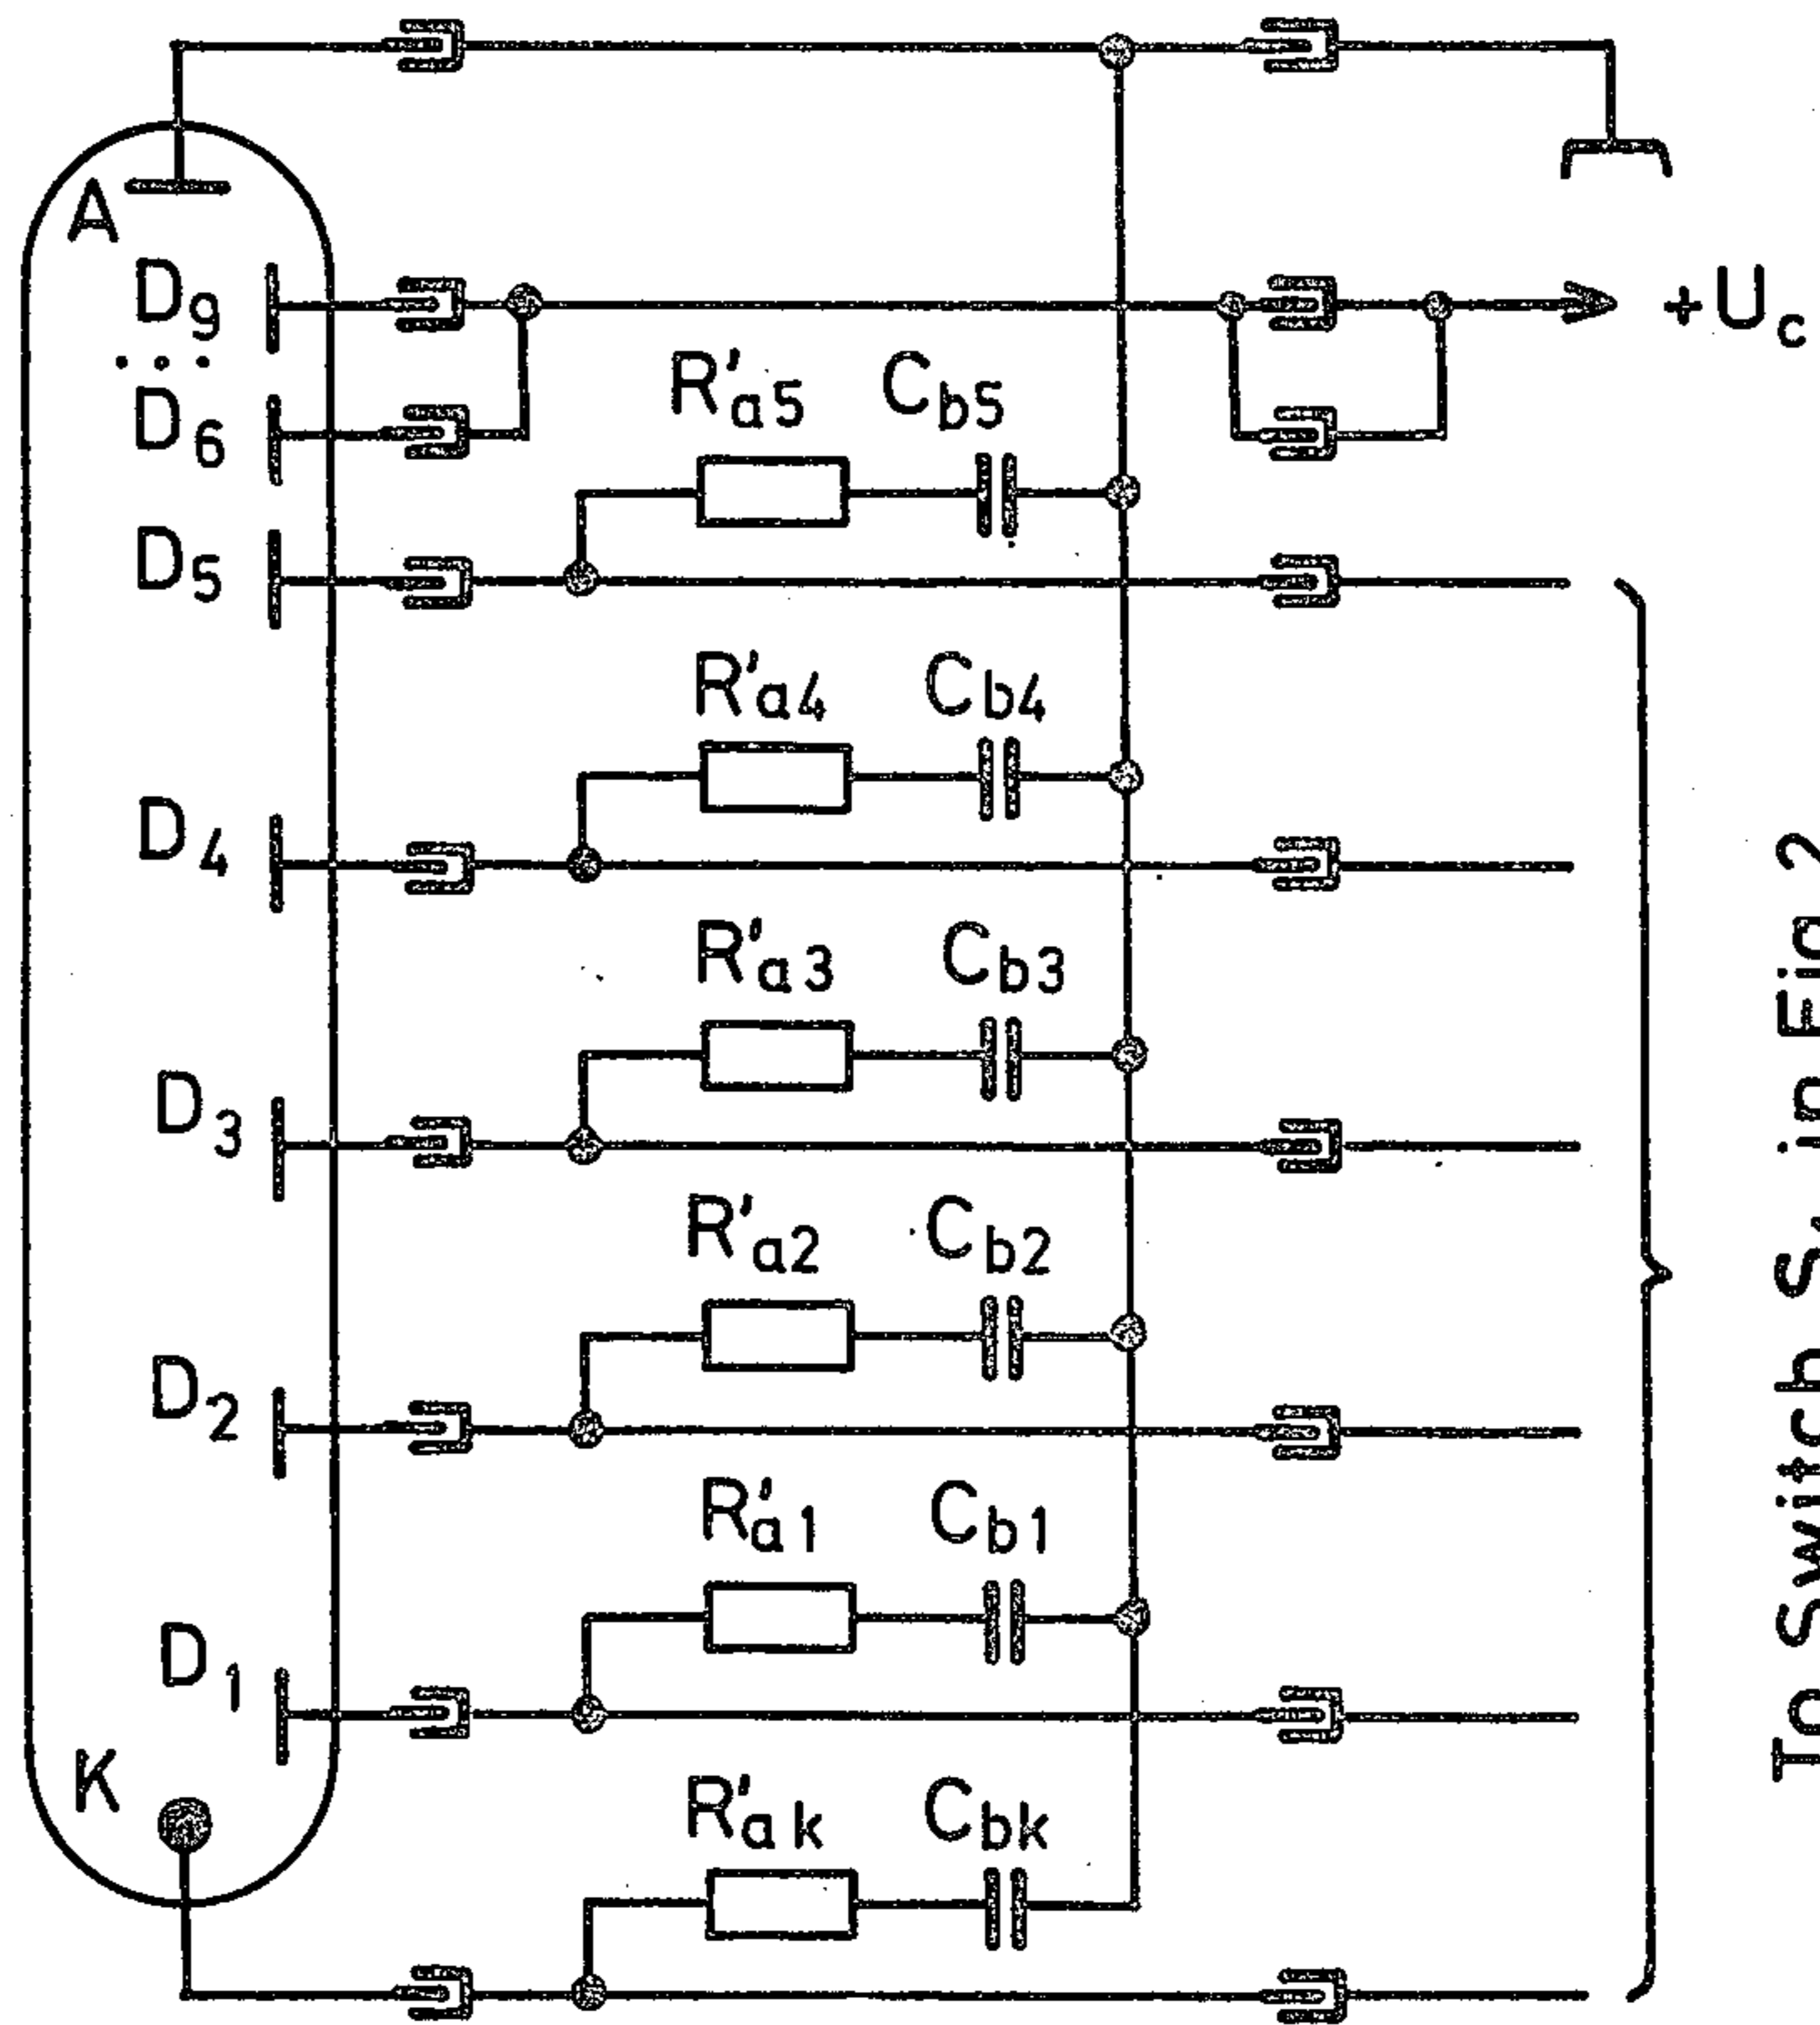 A
D9
...
+Uc
D6
R'a5
Cb5
D5
R'a4
Cb4
D4
R'a3
Cb3
D3
R'a2
Cb2
D2
R'a1
Cb1
D1
K
R'ak
Cbk
To Switch S, in Fig 2